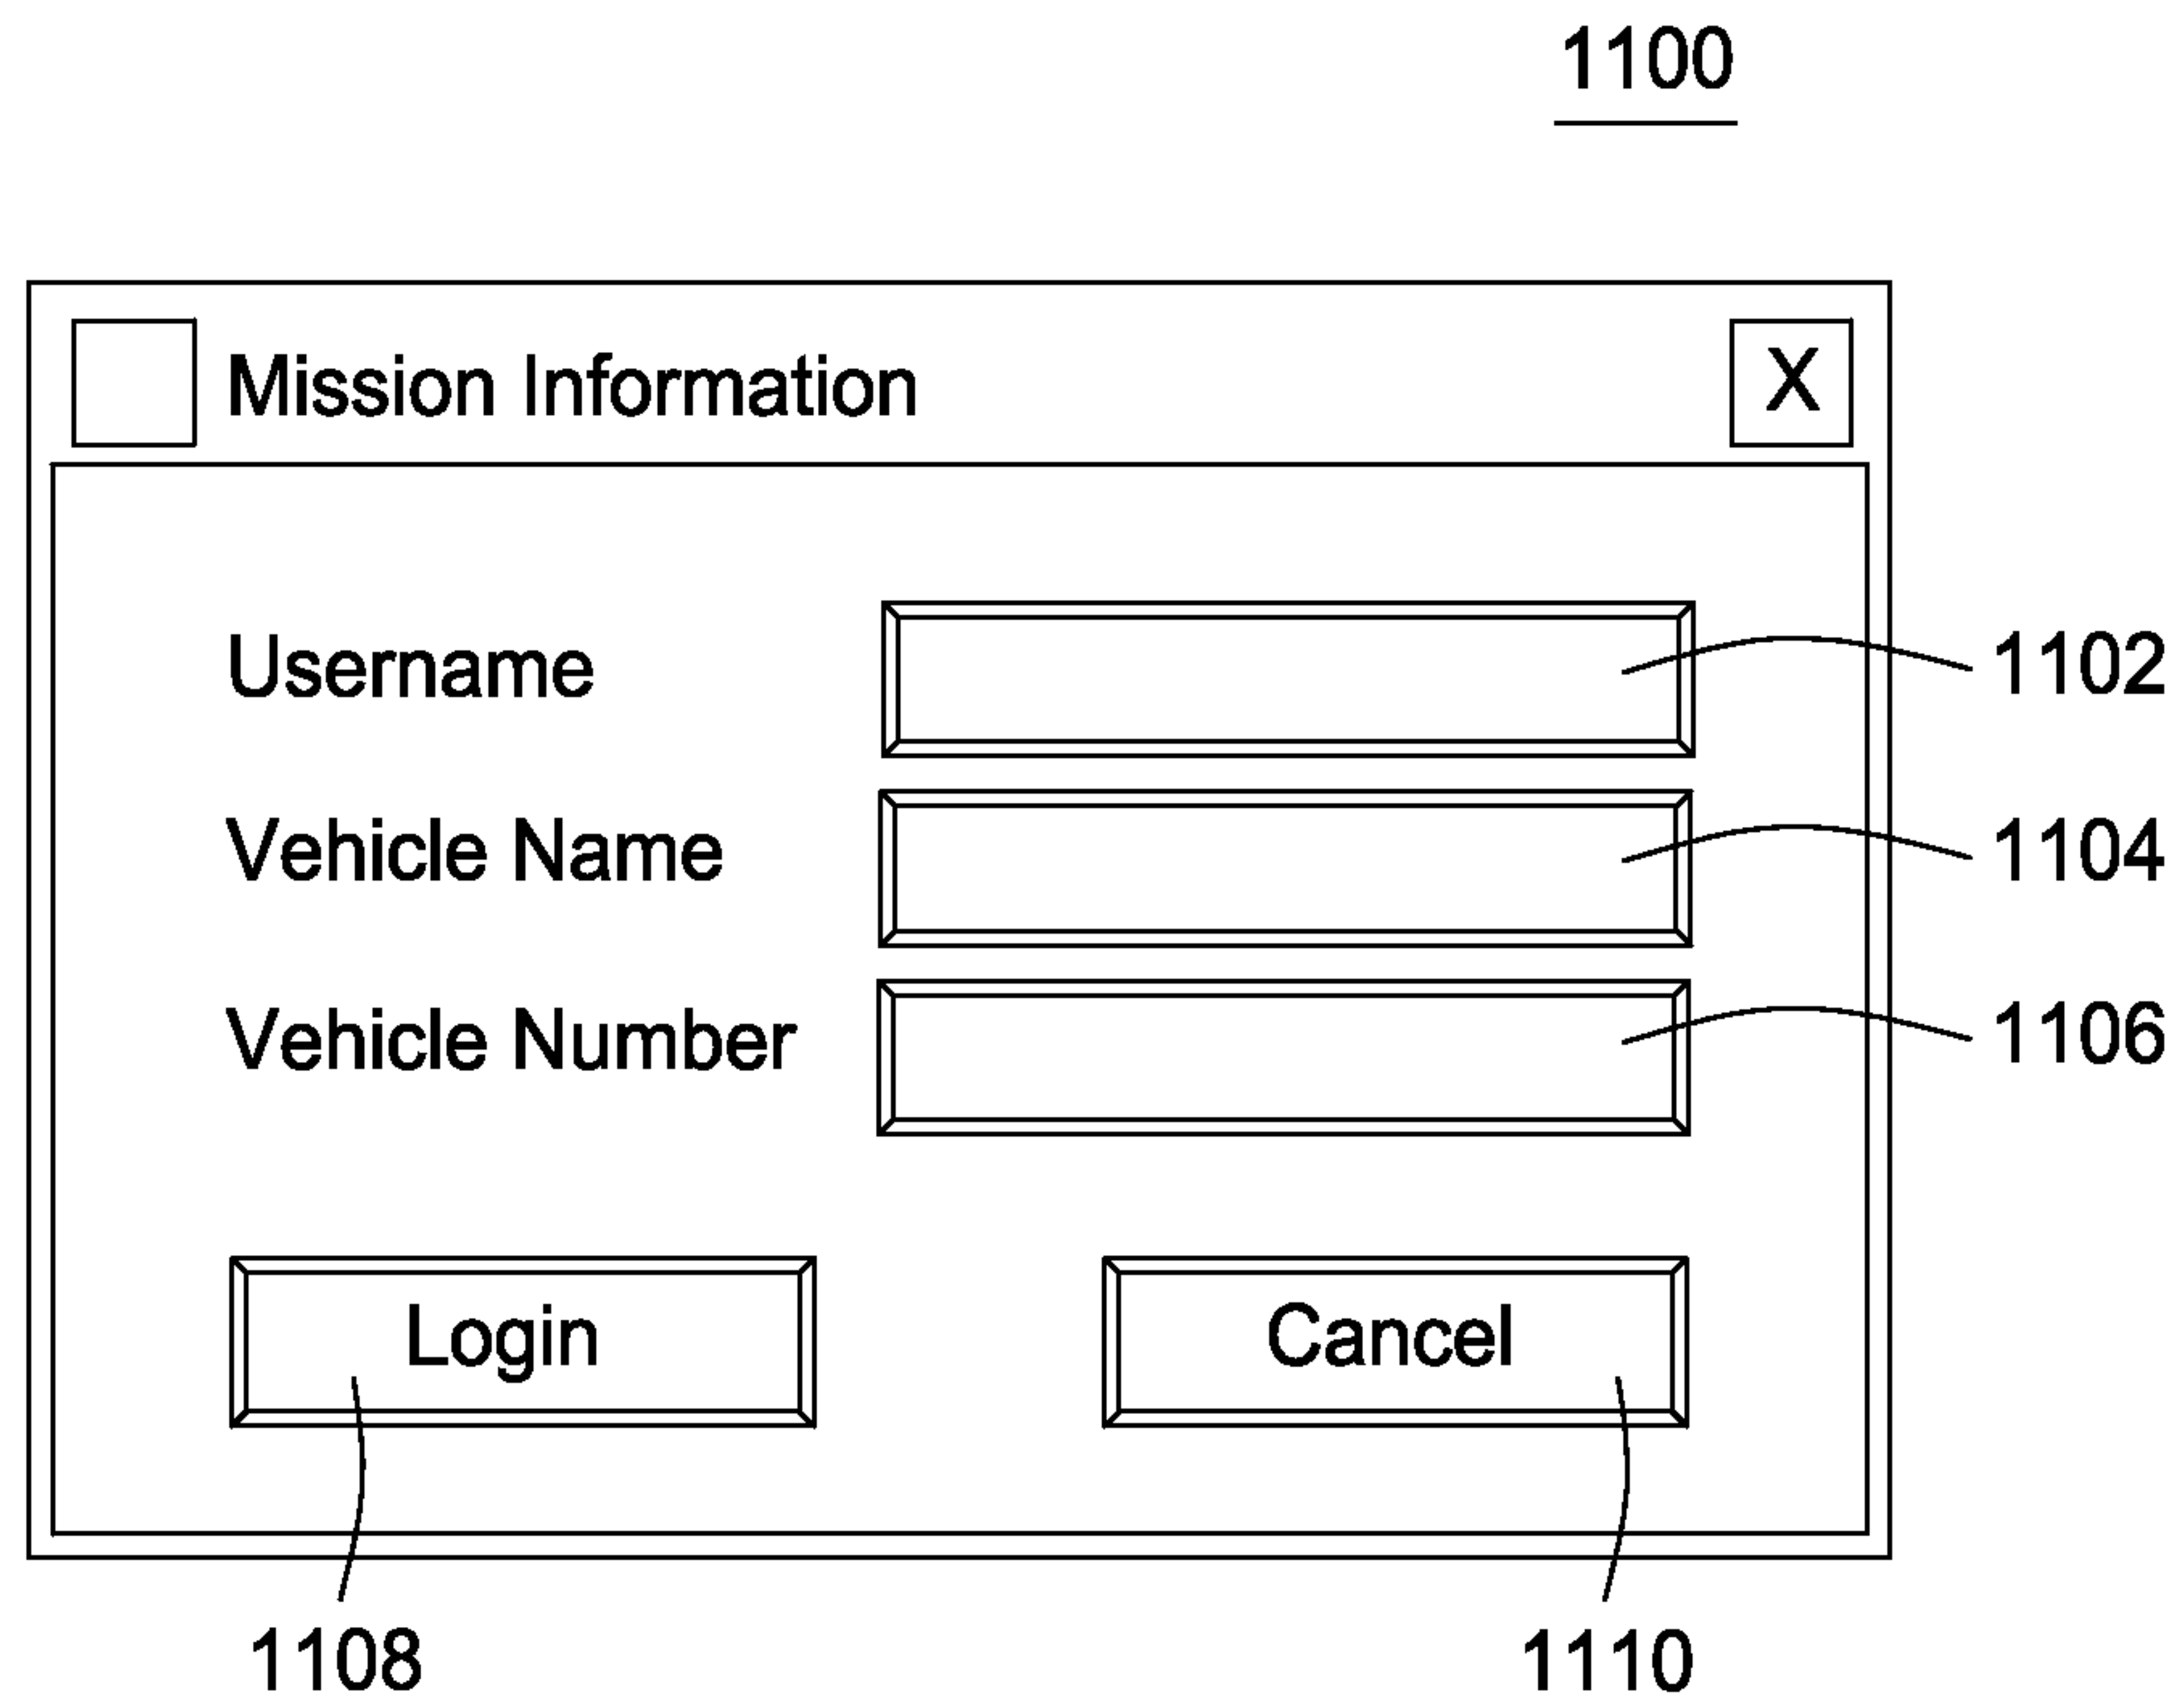 1100
Mission Information X
Username 1102
Vehicle Name 1104
Vehicle Number 1106
Login Cancel
1108 1110